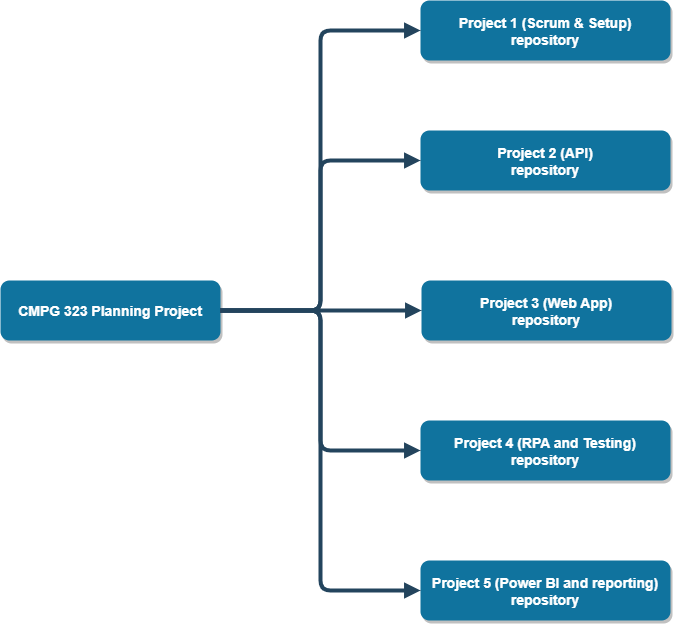 Project 1 (Scrum & Setup)
repository
Project 2 (API)
repository
CMPG 323 Planning Project
Project 3 (Web App)
repository
Project 4 (RPA and Testing)
repository
Project 5 (Power BI and reporting)
repository